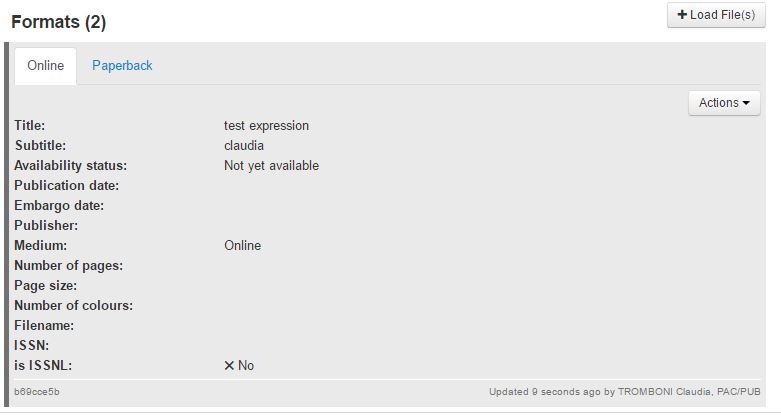 Formats (2)
+ Load File(s)
Online Paperback
Actions
Title: test expression
Subtitle: claudia
Availability status: Not yet available
Publication date:
Embargo date:
Publisher:
Medium: Online
Number of pages:
Page size:
Number of colours:
Filename:
ISSN:
is ISSNL: ✕ No
b69cce5b Updated 9 seconds ago by TROMBONI Claudia, PAC/PUB